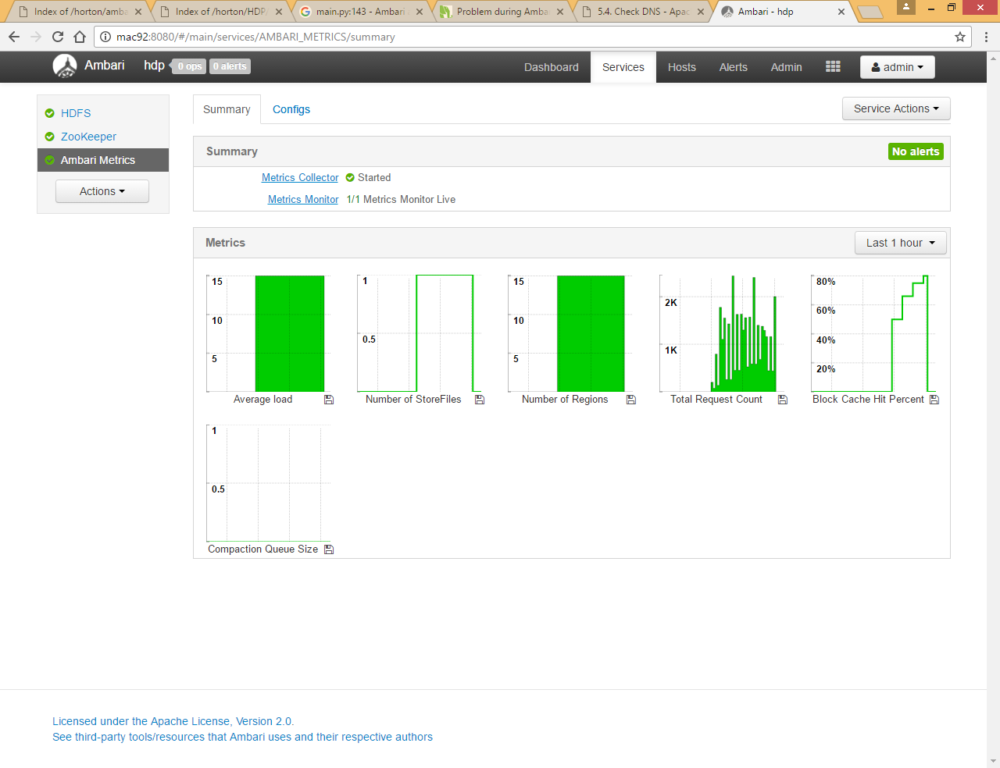 Index of /horton/amba
Index of /horton/HDP
main.py:143 - Ambari
Problem during Amba
5.4. Check DNS - Apac
Ambari - hdp
mac92:8080/#/main/services/AMBARI_METRICS/summary
Ambari hdp 0 ops 0 alerts Dashboard Services Hosts Alerts Admin admin
HDFS
ZooKeeper
Ambari Metrics
Actions
Summary Configs Service Actions
Summary No alerts
Metrics Collector Started
Metrics Monitor 1/1 Metrics Monitor Live
Metrics Last 1 hour
15
10
5
Average load
1
0.5
Number of StoreFiles
15
10
5
Number of Regions
2K
1K
Total Request Count
80%
60%
40%
20%
Block Cache Hit Percent
1
0.5
Compaction Queue Size
Licensed under the Apache License, Version 2.0.
See third-party tools/resources that Ambari uses and their respective authors